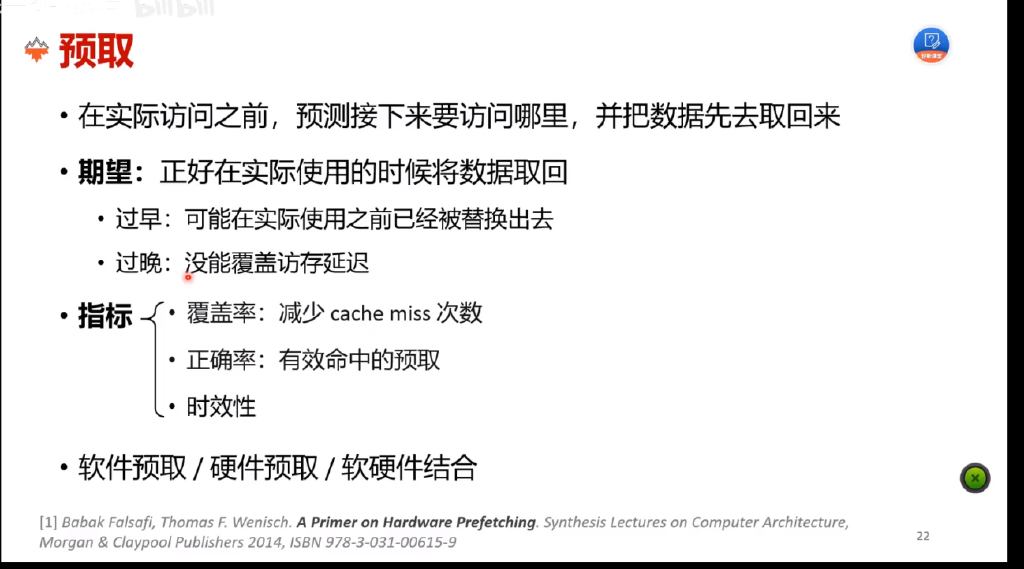 bilibili
预取
• 在实际访问之前，预测接下来要访问哪里，并把数据先去取回来
• 期望：正好在实际使用的时候将数据取回
• 过早：可能在实际使用之前已经被替换出去
• 过晚：没能覆盖访存延迟
• 指标
• 覆盖率：减少 cache miss 次数
• 正确率：有效命中的预取
• 时效性
• 软件预取 / 硬件预取 / 软硬件结合
[1] Babak Falsafi, Thomas F. Wenisch. A Primer on Hardware Prefetching. Synthesis Lectures on Computer Architecture,
Morgan & Claypool Publishers 2014, ISBN 978-3-031-00615-9
22